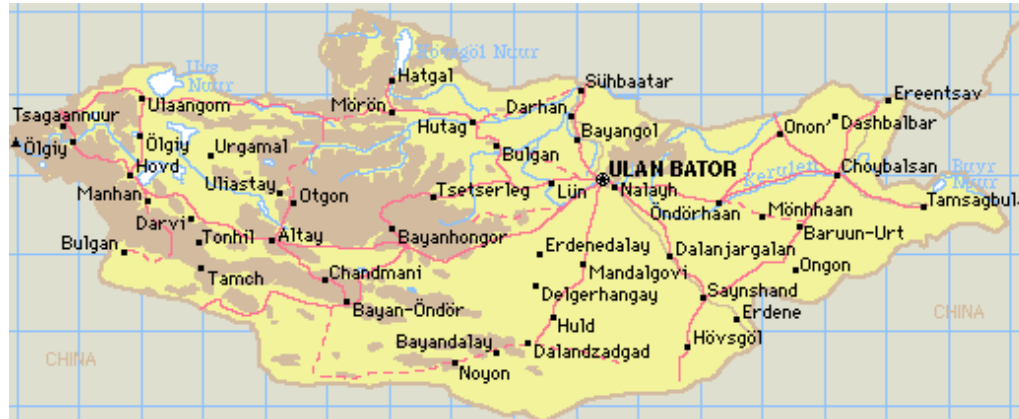 Hövsgöl Nuur
Uvs
Nuur
Hatgal
Sühbaatar
Ereentsav
Ulaangom
Mörön
Darhan
Dashbalbar
Tsagaannuur
Hutag
Onon
Ölgiy
Ölgiy
Urgamal
Bulgan
Bayangol
Choybalsan
Hovd
ULAN BATOR
Kerulen
Buyr
Nuur
Manhan
Uliastay
Otgon
Tsetserleg
Lün
Nalayh
Öndörhaan
Mönhhaan
Tamsagbul
Darvi
Baruun-Urt
Bulgan
Tonhil
Altay
Bayanhongor
Erdenedalay
Dalanjargalan
Tamch
Chandmani
Mandalgovi
Ongon
Bayan-Öndör
Delgerhangay
Saynshand
Erdene
CHINA
Huld
CHINA
Bayandalay
Dalandzadgad
Hövsgöl
Noyon